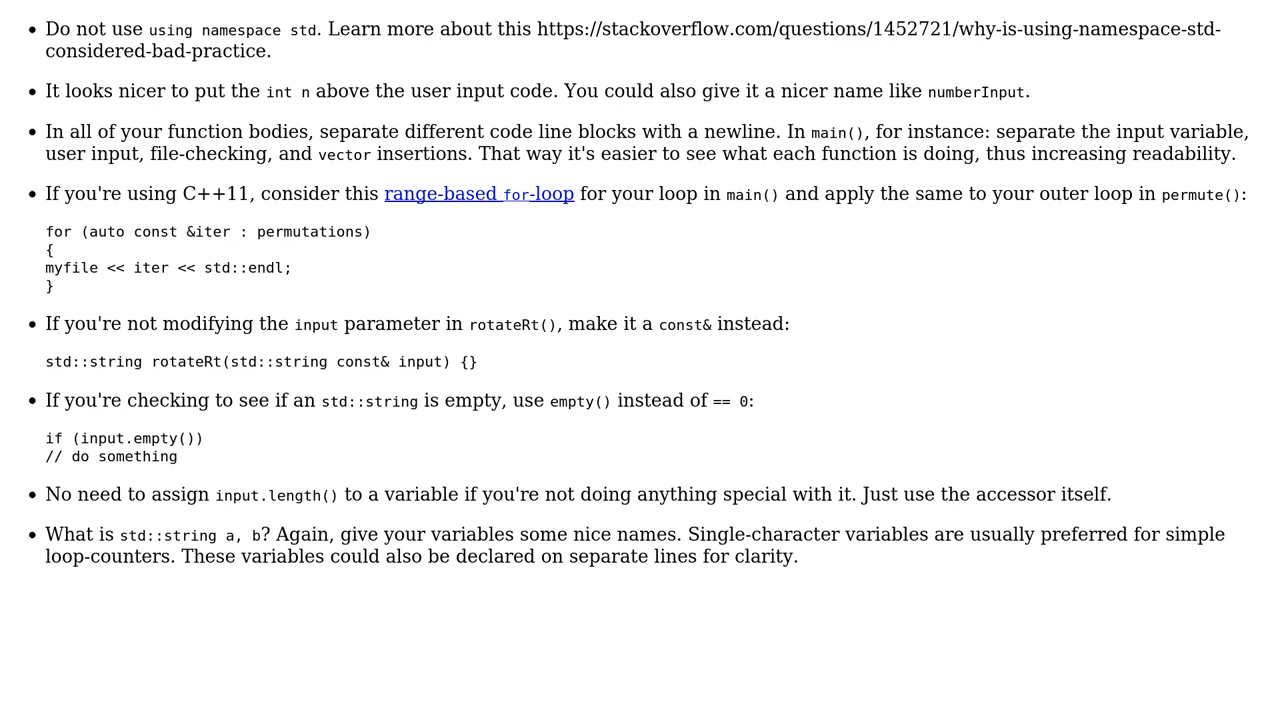 • Do not use using namespace std. Learn more about this https://stackoverflow.com/questions/1452721/why-is-using-namespace-std-
considered-bad-practice.
• It looks nicer to put the int n above the user input code. You could also give it a nicer name like numberInput.
• In all of your function bodies, separate different code line blocks with a newline. In main(), for instance: separate the input variable,
user input, file-checking, and vector insertions. That way it's easier to see what each function is doing, thus increasing readability.
• If you're using C++11, consider this range-based for-loop for your loop in main() and apply the same to your outer loop in permute():
for (auto const &iter : permutations)
{
myfile << iter << std::endl;
}
• If you're not modifying the input parameter in rotateRt(), make it a const& instead:
std::string rotateRt(std::string const& input) {}
• If you're checking to see if an std::string is empty, use empty() instead of == 0:
if (input.empty())
// do something
• No need to assign input.length() to a variable if you're not doing anything special with it. Just use the accessor itself.
• What is std::string a, b? Again, give your variables some nice names. Single-character variables are usually preferred for simple
loop-counters. These variables could also be declared on separate lines for clarity.